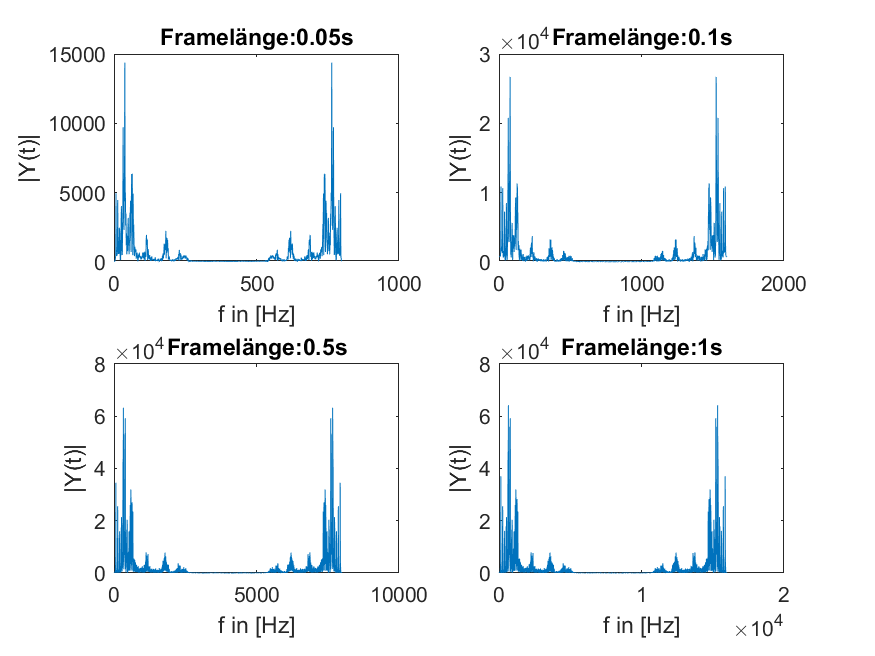 Framelänge:0.05s
15000
10000
5000
0
|Y(t)|
0 500 1000
f in [Hz]
×10^4 Framelänge:0.1s
3
2
1
0
|Y(t)|
0 1000 2000
f in [Hz]
×10^4 Framelänge:0.5s
8
6
4
2
0
|Y(t)|
0 5000 10000
f in [Hz]
×10^4 Framelänge:1s
8
6
4
2
0
|Y(t)|
0 1 2
f in [Hz] ×10^4